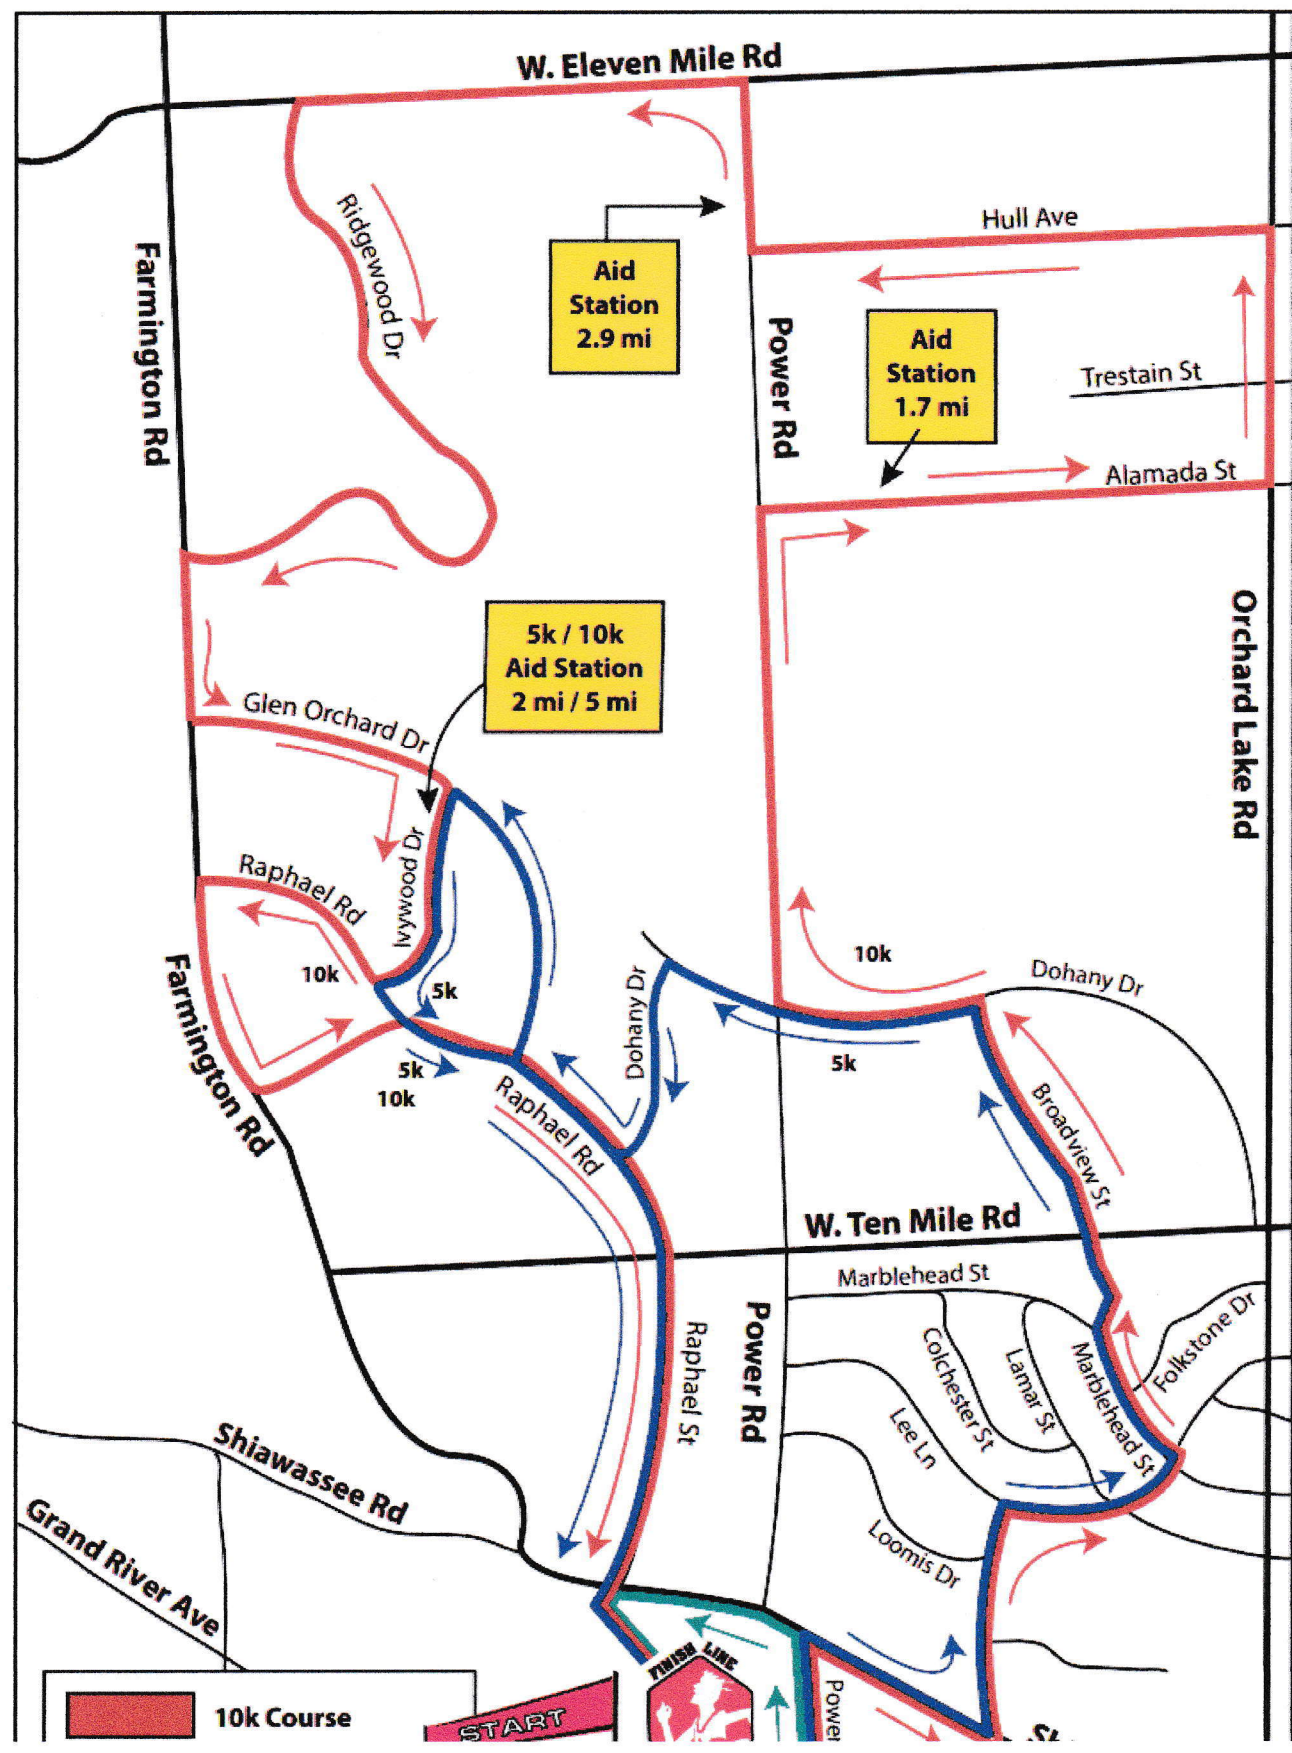 W. Eleven Mile Rd
Hull Ave
Ridgewood Dr
Farmington Rd
Aid
Station
2.9 mi
Power Rd
Aid
Station
1.7 mi
Trestain St
Alamada St
Orchard Lake Rd
5k / 10k
Aid Station
2 mi / 5 mi
Glen Orchard Dr
Ivywood Dr
Raphael Rd
10k
5k
Farmington Rd
5k
10k
Raphael Rd
Dohany Dr
10k
Dohany Dr
5k
Broadview St
W. Ten Mile Rd
Marblehead St
Power Rd
Raphael St
Colchester St
Lamar St
Marblehead St
Folkstone Dr
Lee Ln
Loomis Dr
Shiawassee Rd
Grand River Ave
FINISH LINE
START
Power
Sh
10k Course